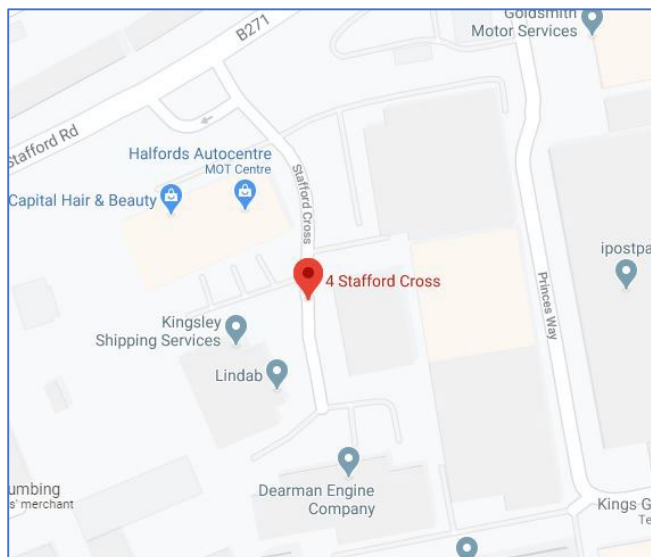 Goldsmith
Motor Services
B271
Stafford Rd
Halfords Autocentre
MOT Centre
Capital Hair & Beauty
Stafford Cross
ipostpa
4 Stafford Cross
Princes Way
Kingsley
Shipping Services
Lindab
Dearman Engine
Company
umbing
s' merchant
Kings G
Te